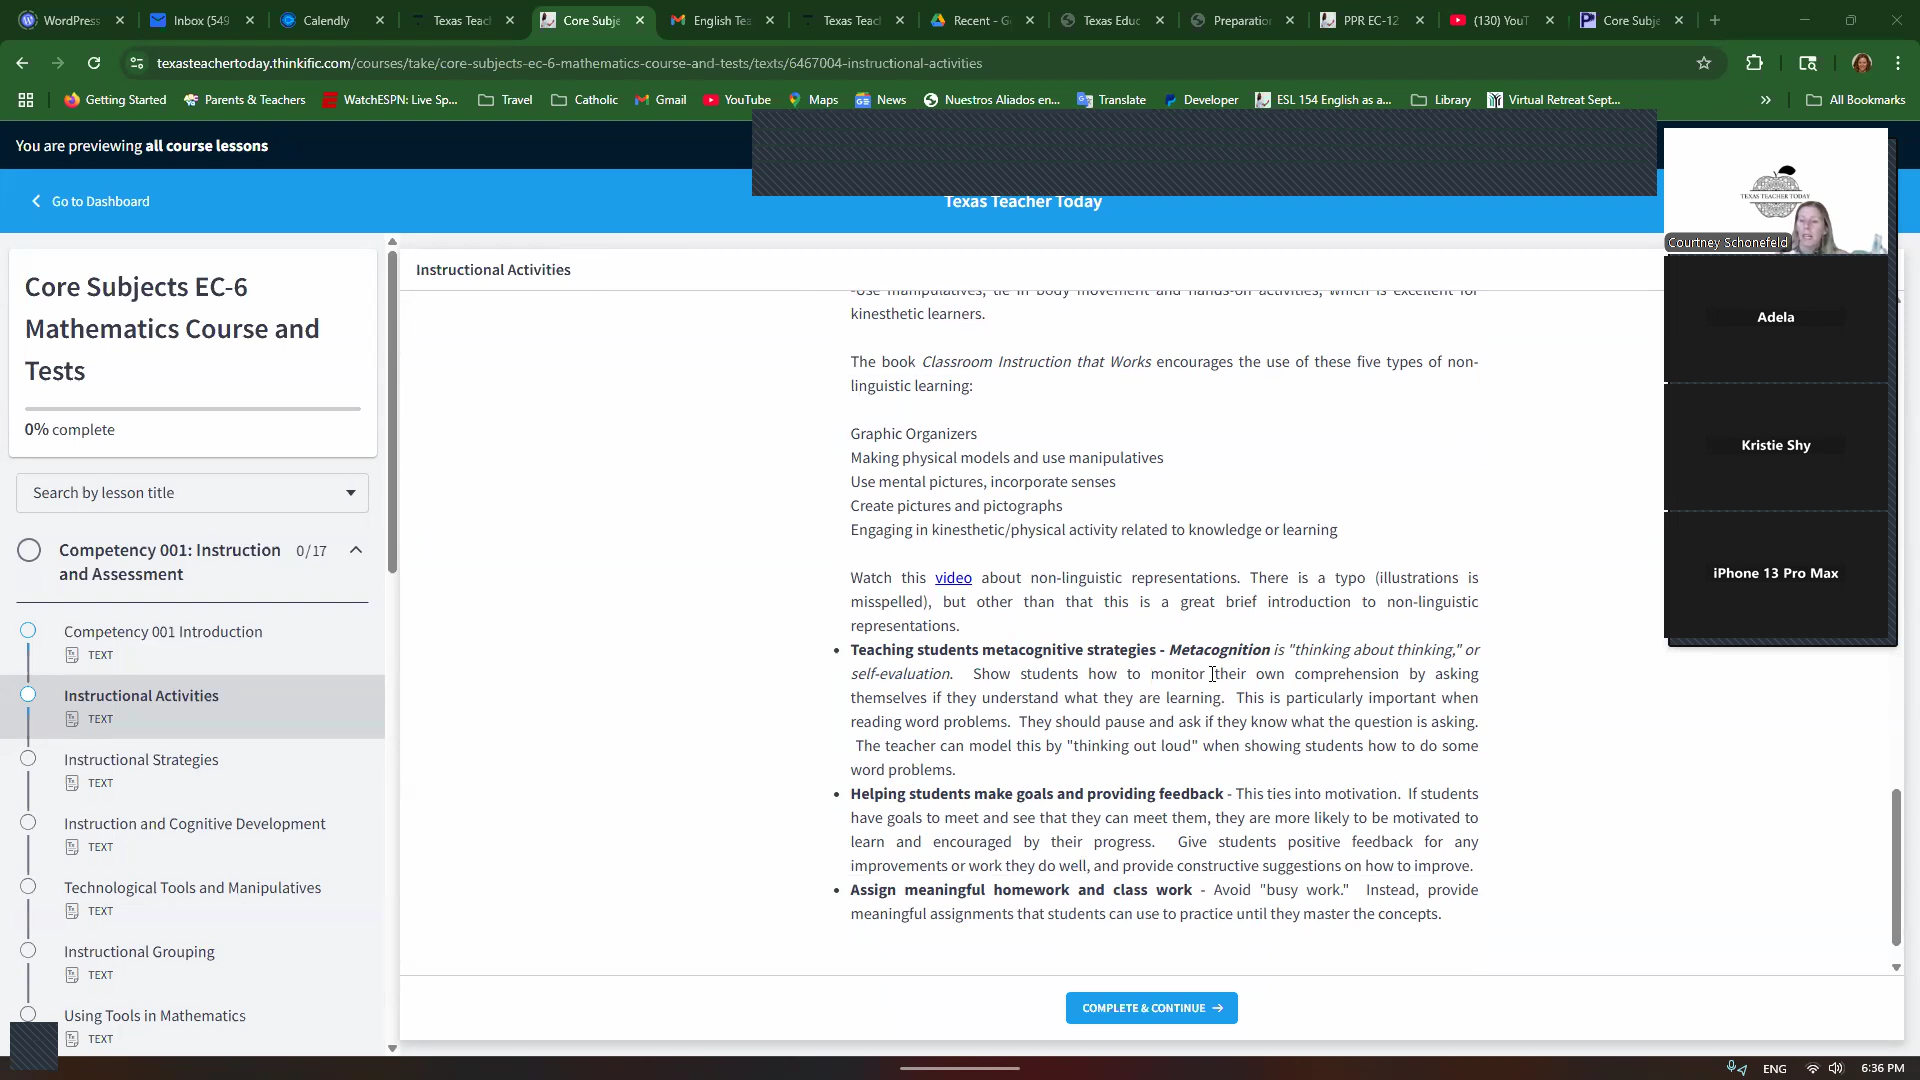 WordPress
Inbox (549
Calendly
Texas Teach
Core Subje
English Tea
Texas Teac
Recent - G
Texas Educ
Preparation
PPR EC-12
(130) YouT
Core Subje
texasteachertoday.thinkific.com/courses/take/core-subjects-ec-6-mathematics-course-and-tests/texts/6467004-instructional-activities
Getting Started
Parents & Teachers
WatchESPN: Live Sp...
Travel
Catholic
Gmail
YouTube
Maps
News
Nuestros Aliados en...
Translate
Developer
ESL 154 English as a...
Library
Virtual Retreat Sept...
All Bookmarks
You are previewing all course lessons
Go to Dashboard
Texas Teacher Today
TEXAS TEACHER TODAY
Courtney Schonefeld
Adela
Kristie Shy
iPhone 13 Pro Max
Core Subjects EC-6
Mathematics Course and
Tests
0% complete
Search by lesson title
Competency 001: Instruction
and Assessment
0/17
Competency 001 Introduction
TEXT
Instructional Activities
TEXT
Instructional Strategies
TEXT
Instruction and Cognitive Development
TEXT
Technological Tools and Manipulatives
TEXT
Instructional Grouping
TEXT
Using Tools in Mathematics
TEXT
Instructional Activities
-Use manipulatives, tie in body movement and hands-on activities, which is excellent for
kinesthetic learners.
The book Classroom Instruction that Works encourages the use of these five types of non-
linguistic learning:
Graphic Organizers
Making physical models and use manipulatives
Use mental pictures, incorporate senses
Create pictures and pictographs
Engaging in kinesthetic/physical activity related to knowledge or learning
Watch this video about non-linguistic representations. There is a typo (illustrations is
misspelled), but other than that this is a great brief introduction to non-linguistic
representations.
• Teaching students metacognitive strategies - Metacognition is "thinking about thinking," or
self-evaluation. Show students how to monitor their own comprehension by asking
themselves if they understand what they are learning. This is particularly important when
reading word problems. They should pause and ask if they know what the question is asking.
The teacher can model this by "thinking out loud" when showing students how to do some
word problems.
• Helping students make goals and providing feedback - This ties into motivation. If students
have goals to meet and see that they can meet them, they are more likely to be motivated to
learn and encouraged by their progress. Give students positive feedback for any
improvements or work they do well, and provide constructive suggestions on how to improve.
• Assign meaningful homework and class work - Avoid "busy work." Instead, provide
meaningful assignments that students can use to practice until they master the concepts.
COMPLETE & CONTINUE →
ENG
6:36 PM